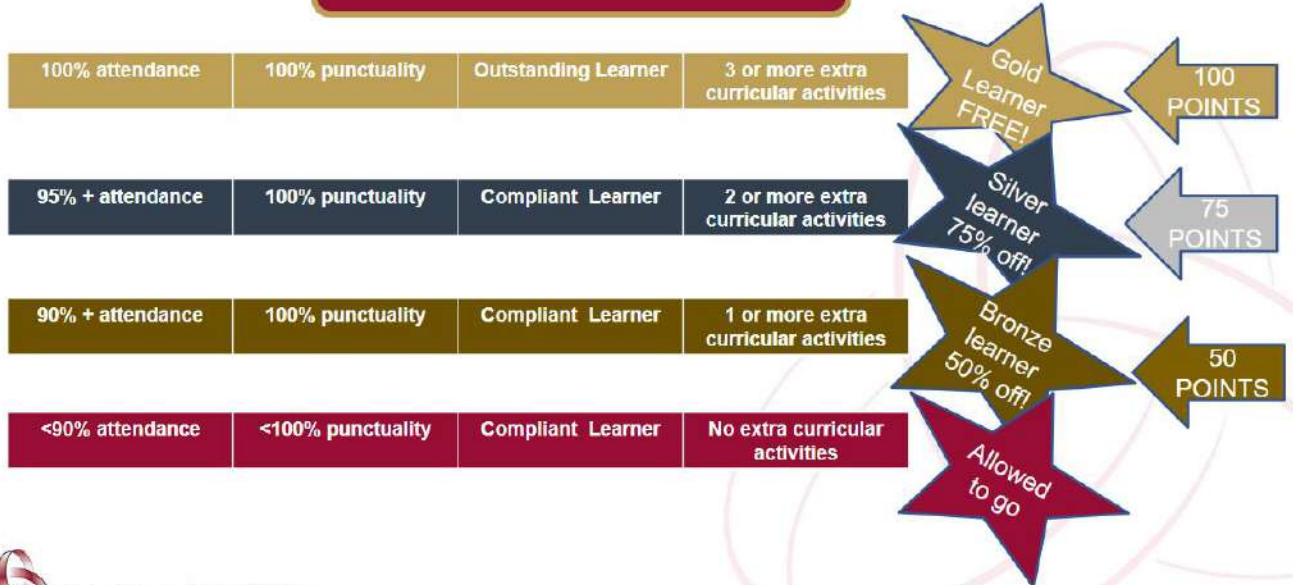 100% attendance 100% punctuality Outstanding Learner 3 or more extra
curricular activities
Gold
Learner
FREE!
100
POINTS
95% + attendance 100% punctuality Compliant Learner 2 or more extra
curricular activities
Silver
learner
75% off!
75
POINTS
90% + attendance 100% punctuality Compliant Learner 1 or more extra
curricular activities
Bronze
learner
50% off!
50
POINTS
<90% attendance <100% punctuality Compliant Learner No extra curricular
activities
Allowed
to go